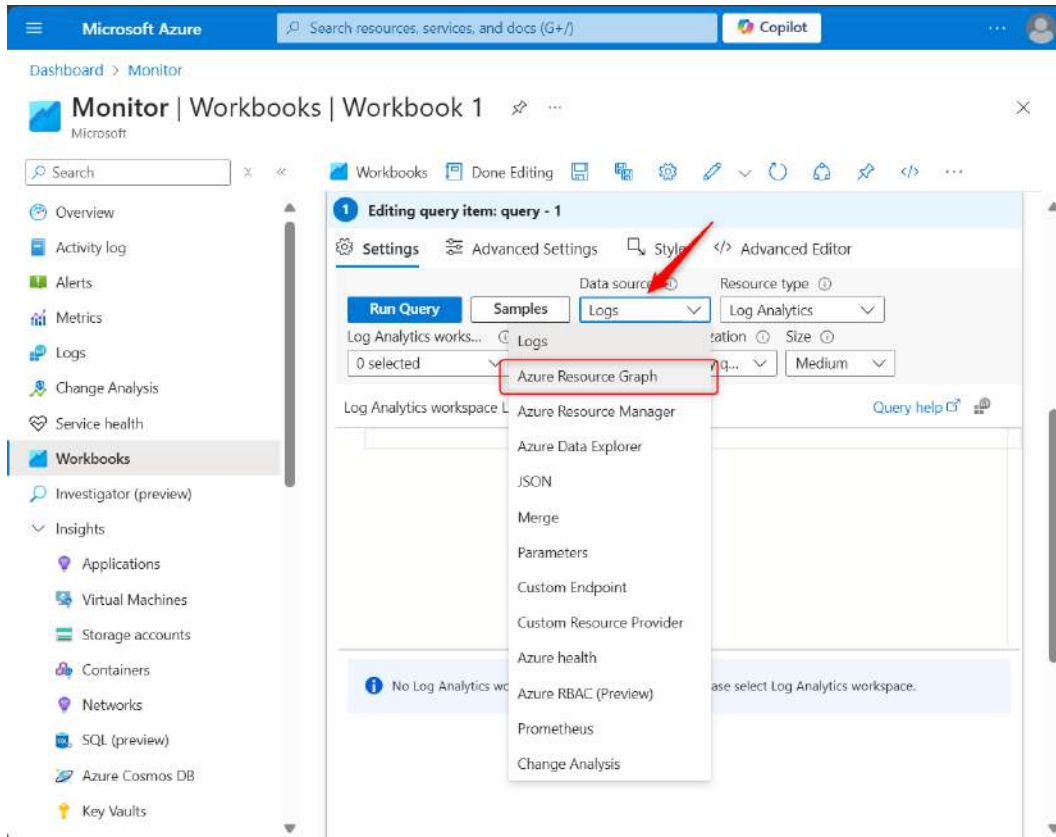 Microsoft Azure
Search resources, services, and docs (G+/)
Copilot
Dashboard > Monitor
Monitor | Workbooks | Workbook 1
Microsoft
Search
Overview
Activity log
Alerts
Metrics
Logs
Change Analysis
Service health
Workbooks
Investigator (preview)
Insights
Applications
Virtual Machines
Storage accounts
Containers
Networks
SQL (preview)
Azure Cosmos DB
Key Vaults
Workbooks Done Editing
1 Editing query item: query - 1
Settings Advanced Settings Style </> Advanced Editor
Data source Resource type
Run Query Samples Logs Log Analytics
Log Analytics works... zation Size
0 selected q... Medium
Log Analytics workspace L Query help
Logs
Azure Resource Graph
Azure Resource Manager
Azure Data Explorer
JSON
Merge
Parameters
Custom Endpoint
Custom Resource Provider
Azure health
Azure RBAC (Preview)
Prometheus
Change Analysis
No Log Analytics wo ase select Log Analytics workspace.